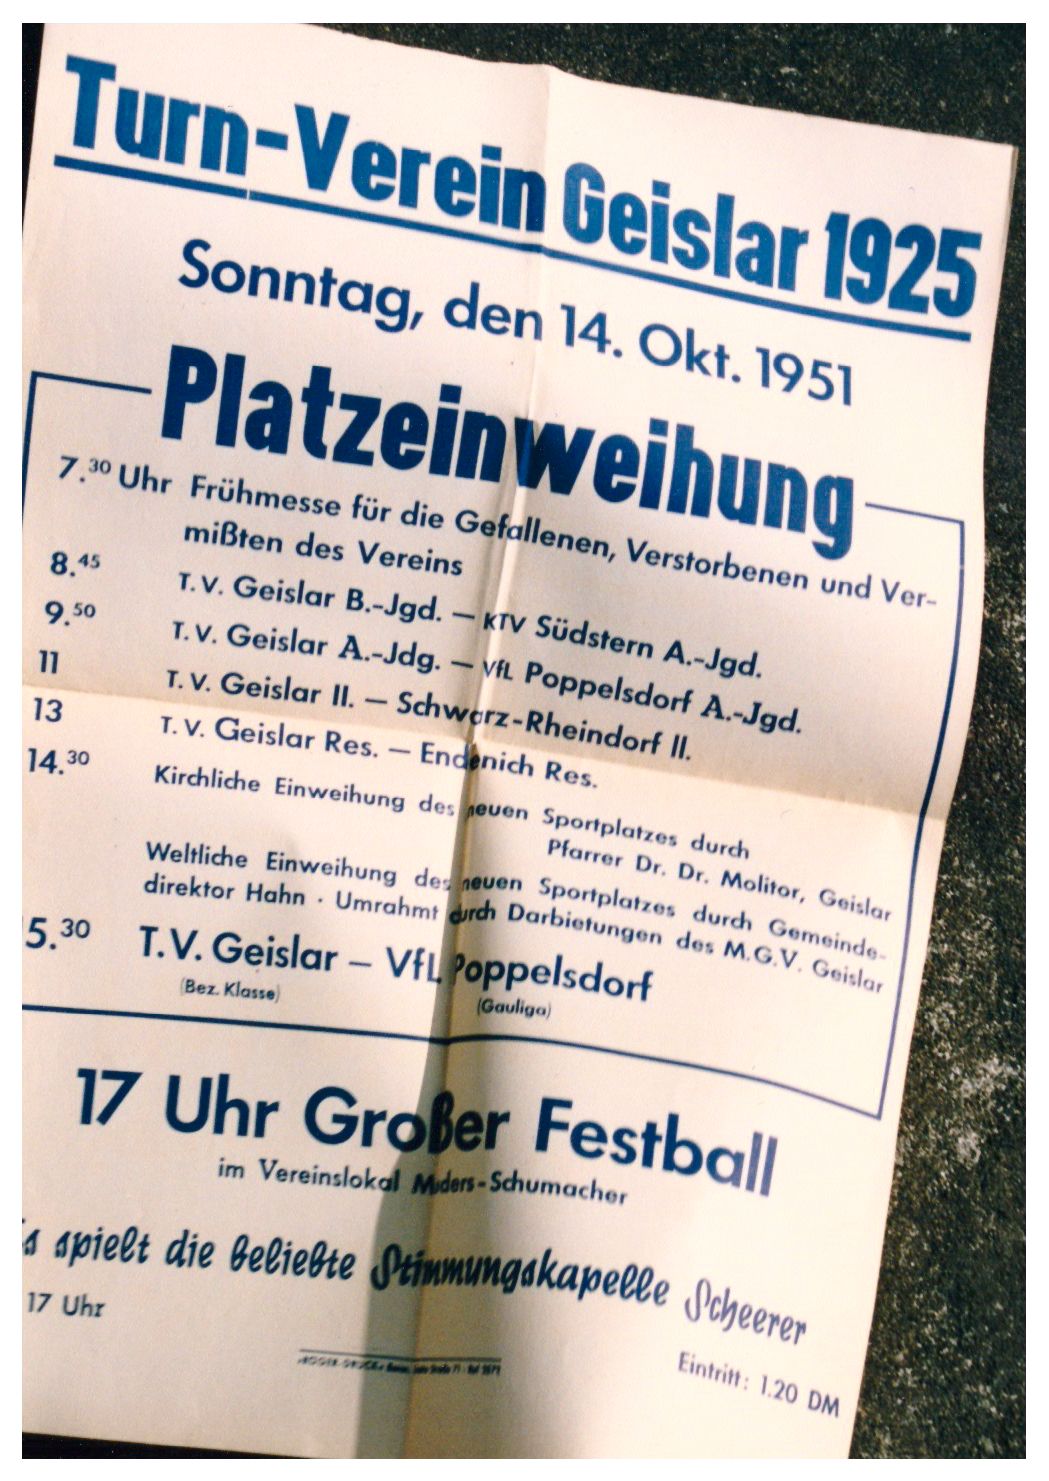 Turn-Verein Geislar 1925
Sonntag, den 14. Okt. 1951
Platzeinweihung
7.30 Uhr Frühmesse für die Gefallenen, Verstorbenen und Ver-
mißten des Vereins
8.45 T.V. Geislar B.-Jgd. — KTV Südstern A.-Jgd.
9.50 T.V. Geislar A.-Jdg. — VfL Poppelsdorf A.-Jgd.
11 T.V. Geislar II. — Schwarz-Rheindorf II.
13 T.V. Geislar Res. — Endenich Res.
14.30 Kirchliche Einweihung des neuen Sportplatzes durch
Pfarrer Dr. Dr. Molitor, Geislar
Weltliche Einweihung des neuen Sportplatzes durch Gemeinde-
direktor Hahn · Umrahmt durch Darbietungen des M.G.V. Geislar
5.30 T.V. Geislar — VfL Poppelsdorf
(Bez. Klasse) (Gauliga)
17 Uhr Großer Festball
im Vereinslokal Müders-Schumacher
Es spielt die beliebte Stimmungskapelle Scheerer
17 Uhr
Eintritt: 1.20 DM